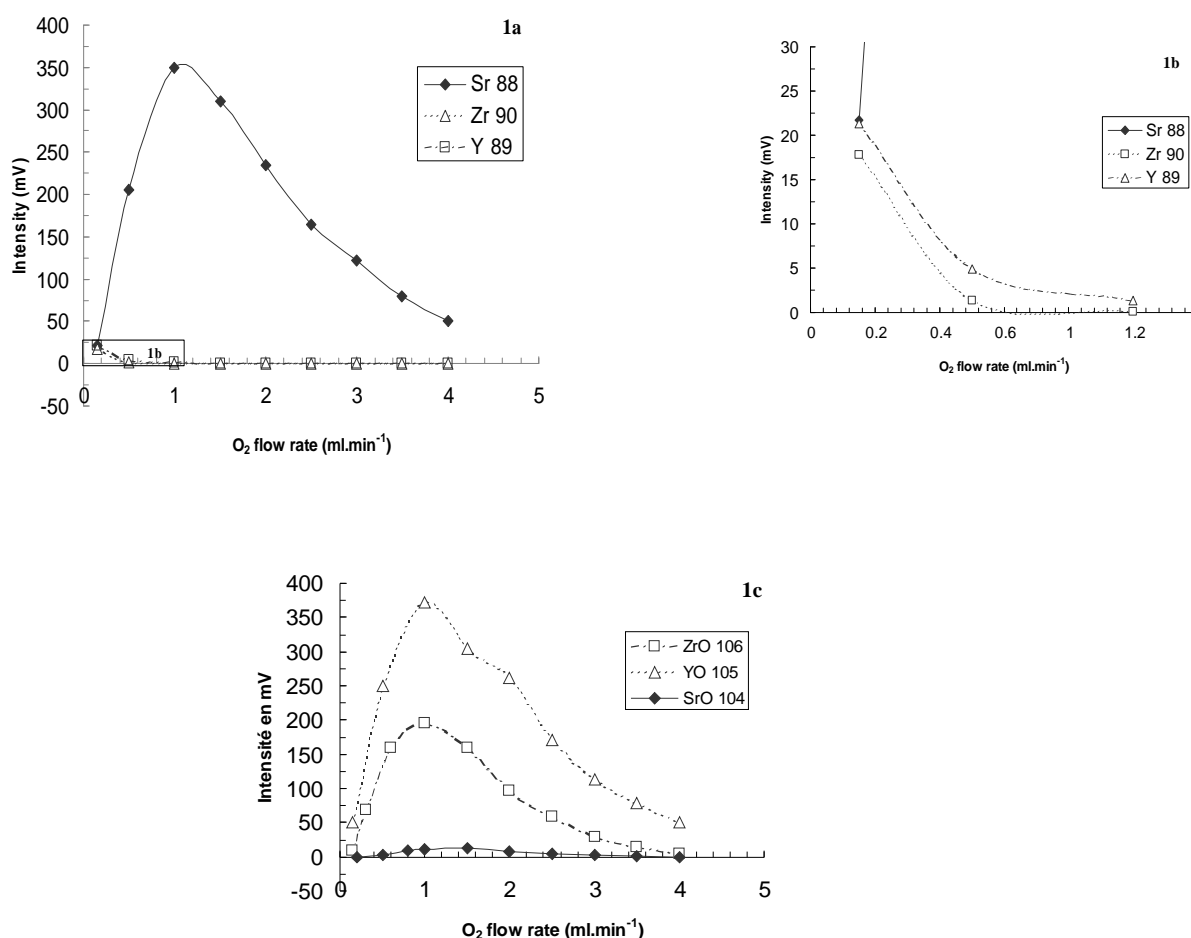 1a
400
350
300
250
200
150
100
50
0
-50
Intensity (mV)
Sr 88
Zr 90
Y 89
1b
0 1 2 3 4 5
O2 flow rate (ml.min-1)
1b
30
25
20
15
10
5
0
Intensity (mV)
Sr 88
Zr 90
Y 89
0 0.2 0.4 0.6 1 1.2
O2 flow rate (ml.min-1)
1c
400
350
300
250
200
150
100
50
0
-50
Intensité en mV
ZrO 106
YO 105
SrO 104
0 1 2 3 4 5
O2 flow rate (ml.min-1)